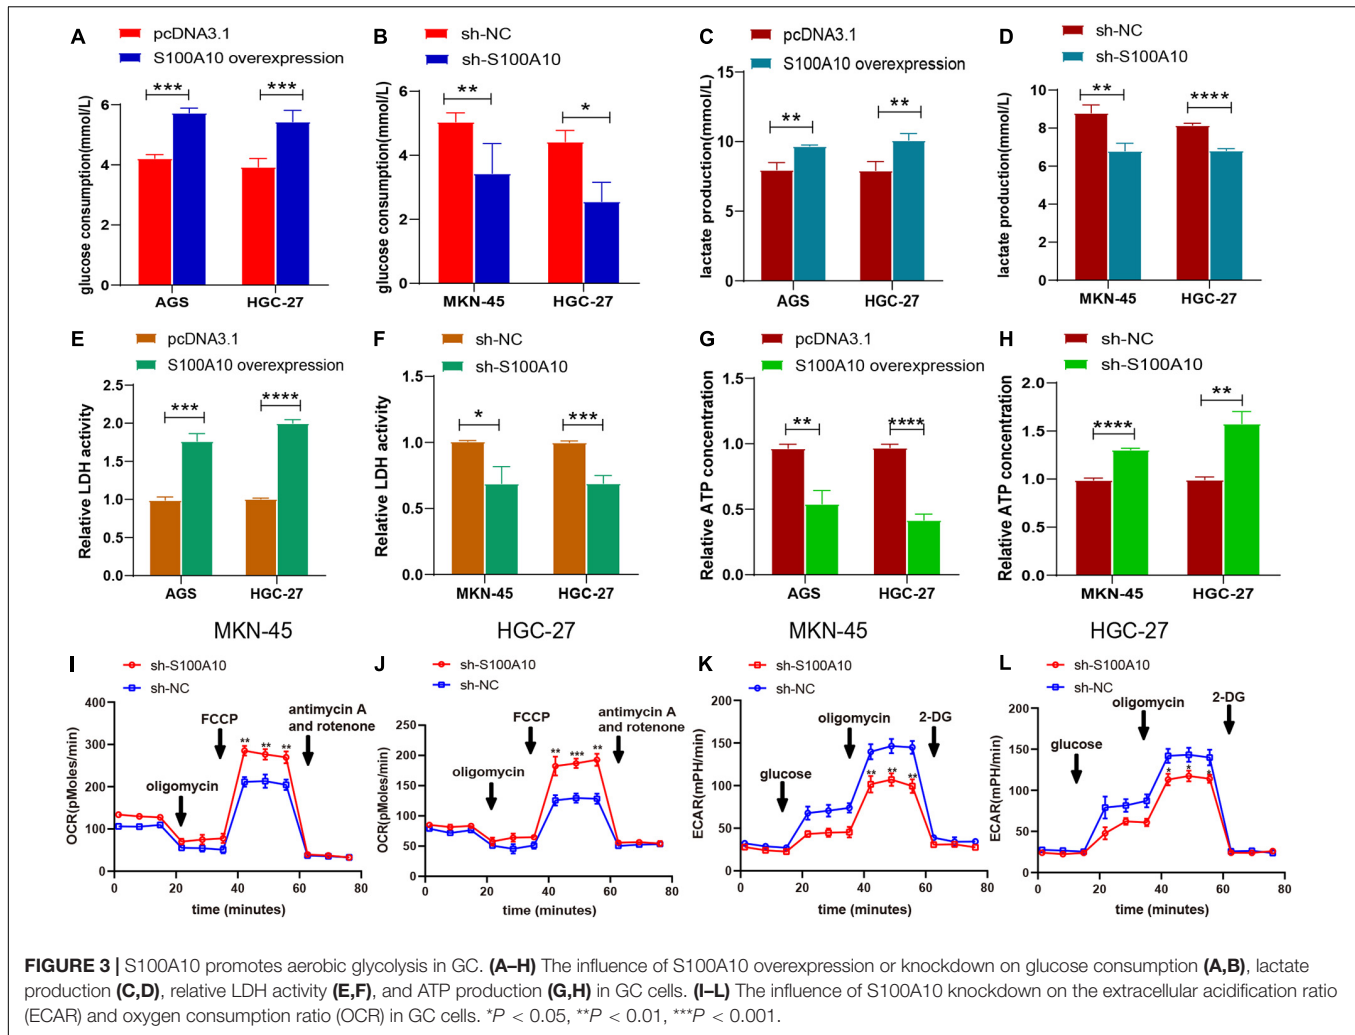 A
pcDNA3.1
S100A10 overexpression
glucose consumption(mmol/L)
6
4
2
0
***
***
AGS
HGC-27
B
sh-NC
sh-S100A10
glucose consumption(mmol/L)
6
4
2
0
**
*
MKN-45
HGC-27
C
pcDNA3.1
S100A10 overexpression
lactate production(mmol/L)
15
10
5
0
**
**
AGS
HGC-27
D
sh-NC
sh-S100A10
lactate production(mmol/L)
10
8
6
4
2
0
**
****
MKN-45
HGC-27
E
pcDNA3.1
S100A10 overexpression
Relative LDH activity
2.5
2.0
1.5
1.0
0.5
0.0
***
****
AGS
HGC-27
F
sh-NC
sh-S100A10
Relative LDH activity
1.5
1.0
0.5
0.0
*
***
MKN-45
HGC-27
G
pcDNA3.1
S100A10 overexpression
Relative ATP concentration
1.5
1.0
0.5
0.0
**
****
AGS
HGC-27
H
sh-NC
sh-S100A10
Relative ATP concentration
2.0
1.5
1.0
0.5
0.0
****
**
MKN-45
HGC-27
MKN-45
I
sh-S100A10
sh-NC
OCR(pMoles/min)
400
300
200
100
0
oligomycin
FCCP
antimycin A
and rotenone
** ** **
0 20 40 60 80
time (minutes)
HGC-27
J
sh-S100A10
sh-NC
OCR(pMoles/min)
250
200
150
100
50
0
oligomycin
FCCP
antimycin A
and rotenone
** *** **
0 20 40 60 80
time (minutes)
MKN-45
K
sh-S100A10
sh-NC
ECAR(mPH/min)
200
150
100
50
0
glucose
oligomycin
2-DG
** ** **
0 20 40 60 80
time (minutes)
HGC-27
L
sh-S100A10
sh-NC
ECAR(mPH/min)
200
150
100
50
0
glucose
oligomycin
2-DG
* * *
0 20 40 60 80
time (minutes)
FIGURE 3 | S100A10 promotes aerobic glycolysis in GC. (A–H) The influence of S100A10 overexpression or knockdown on glucose consumption (A,B), lactate
production (C,D), relative LDH activity (E,F), and ATP production (G,H) in GC cells. (I–L) The influence of S100A10 knockdown on the extracellular acidification ratio
(ECAR) and oxygen consumption ratio (OCR) in GC cells. *P < 0.05, **P < 0.01, ***P < 0.001.